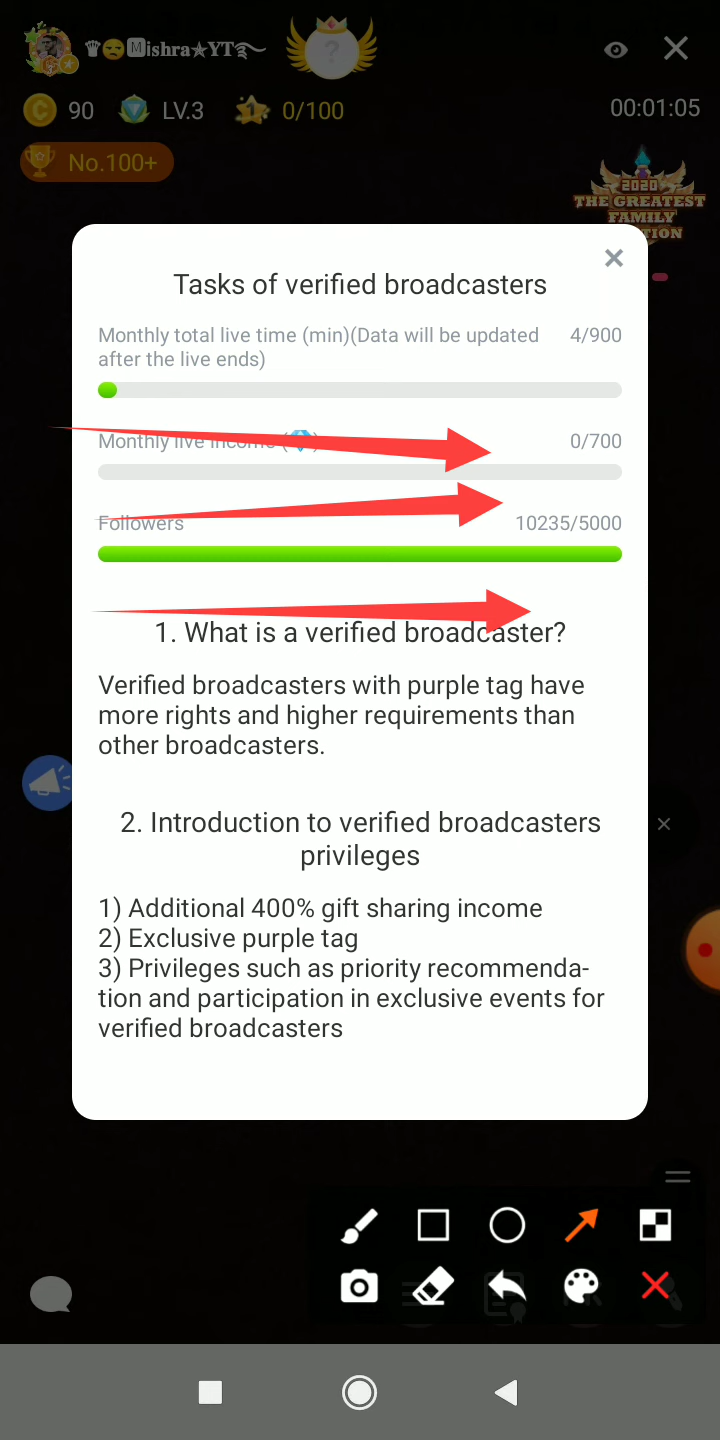 ♛😒🅼𝐢𝐬𝐡𝐫𝐚★𝐘𝐓
90 LV.3 0/100
00:01:05
No.100+
2020
THE GREATEST
FAMILY
Tasks of verified broadcasters
Monthly total live time (min)(Data will be updated 4/900
after the live ends)
Monthly live income (💎) 0/700
Followers 10235/5000
1. What is a verified broadcaster?
Verified broadcasters with purple tag have
more rights and higher requirements than
other broadcasters.
2. Introduction to verified broadcasters
privileges
1) Additional 400% gift sharing income
2) Exclusive purple tag
3) Privileges such as priority recommenda-
tion and participation in exclusive events for
verified broadcasters